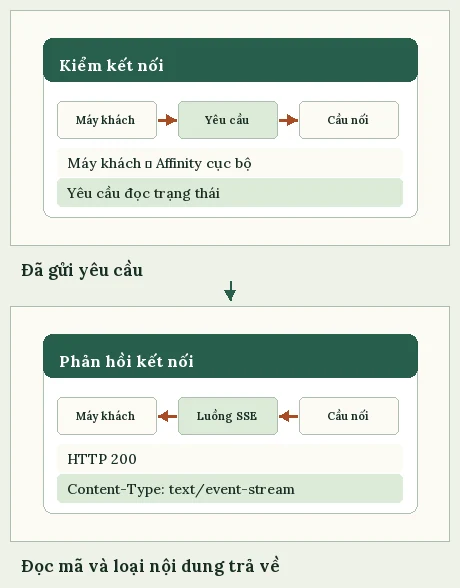 Kiểm kết nối
Máy khách
Yêu cầu
Cầu nối
Máy khách ▯ Affinity cục bộ
Yêu cầu đọc trạng thái
Đã gửi yêu cầu
Phản hồi kết nối
Máy khách
Luồng SSE
Cầu nối
HTTP 200
Content-Type: text/event-stream
Đọc mã và loại nội dung trả về